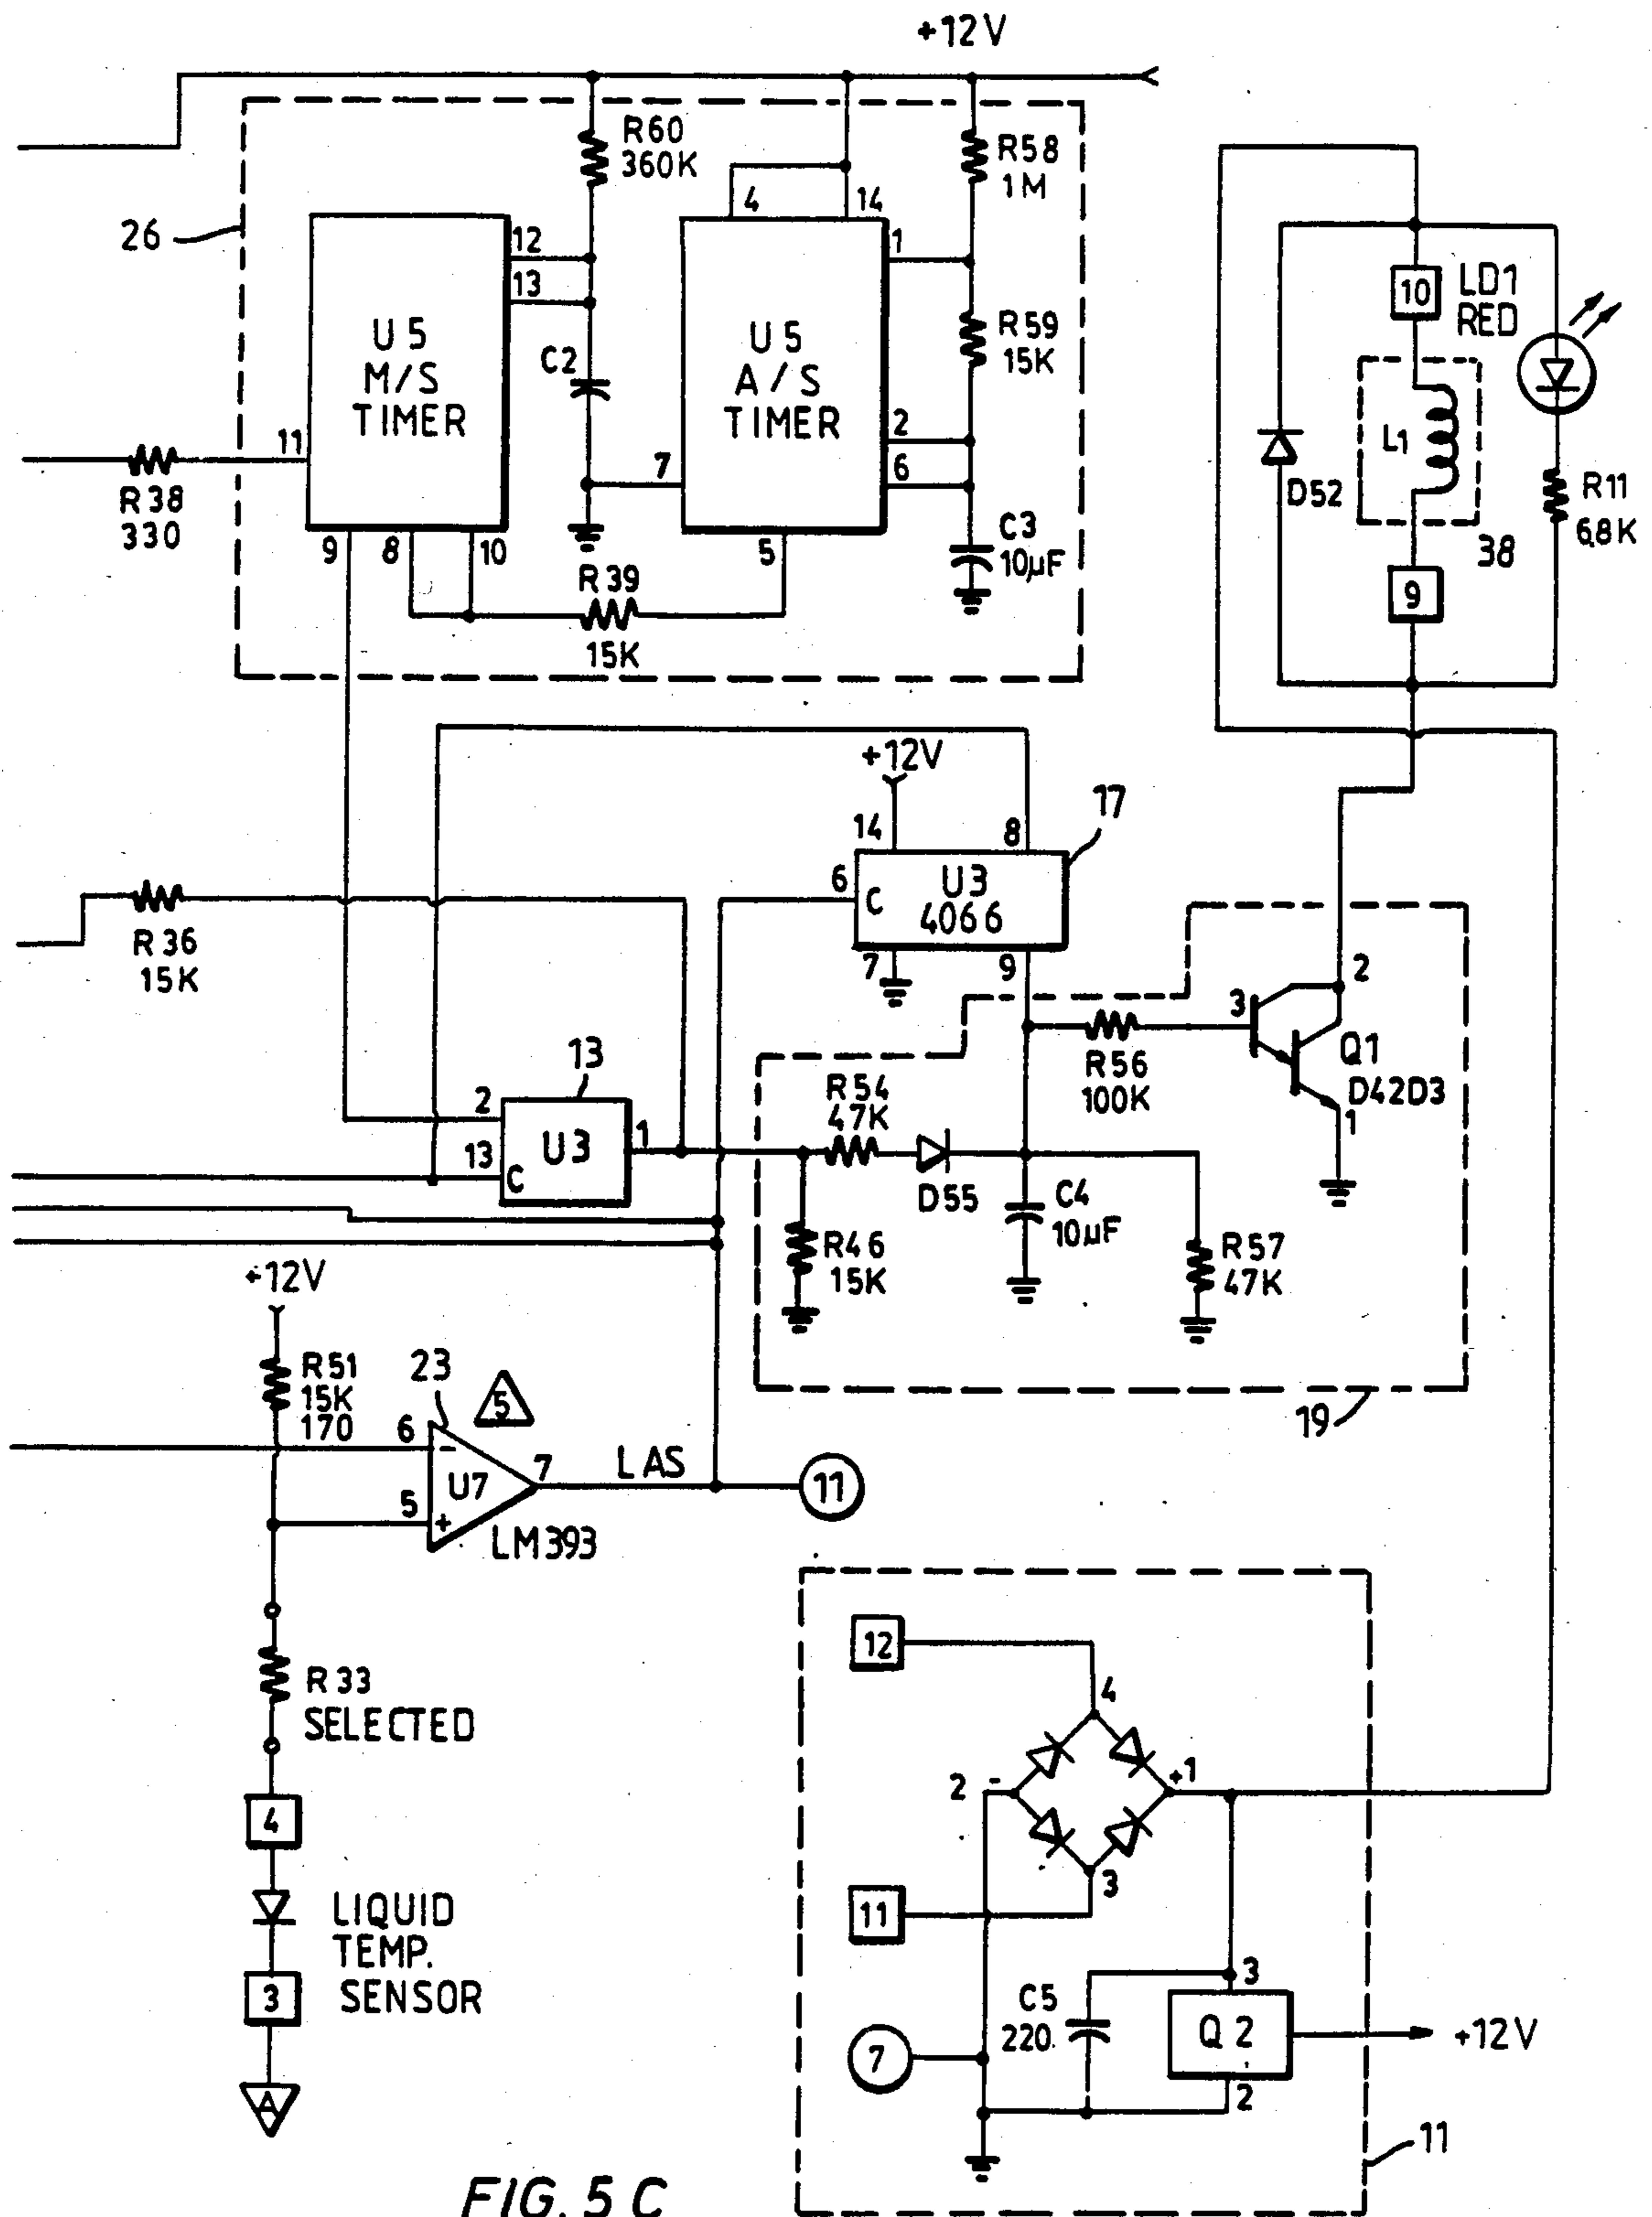 +12V
R60
360K
R58
1M
4
14
26
12
13
1
U5
M/S
TIMER
C2
U5
A/S
TIMER
R59
15K
11
R38
330
7
2
6
9
8
10
5
C3
10µF
R39
15K
10
LD1
RED
L1
D52
R11
6.8K
38
9
+12V
17
14
8
6
C
U3
4066
7
9
R36
15K
3
2
Q1
D42D3
1
R56
100K
13
2
13
C
U3
1
R54
47K
D55
C4
10µF
R46
15K
R57
47K
+12V
R51
15K
170
23
5
6
-
U7
7
LAS
11
5
+
LM393
19
R33
SELECTED
4
LIQUID
TEMP.
SENSOR
3
A
12
4
2
-
+1
11
3
3
C5
220
Q2
+12V
7
2
11
FIG. 5C